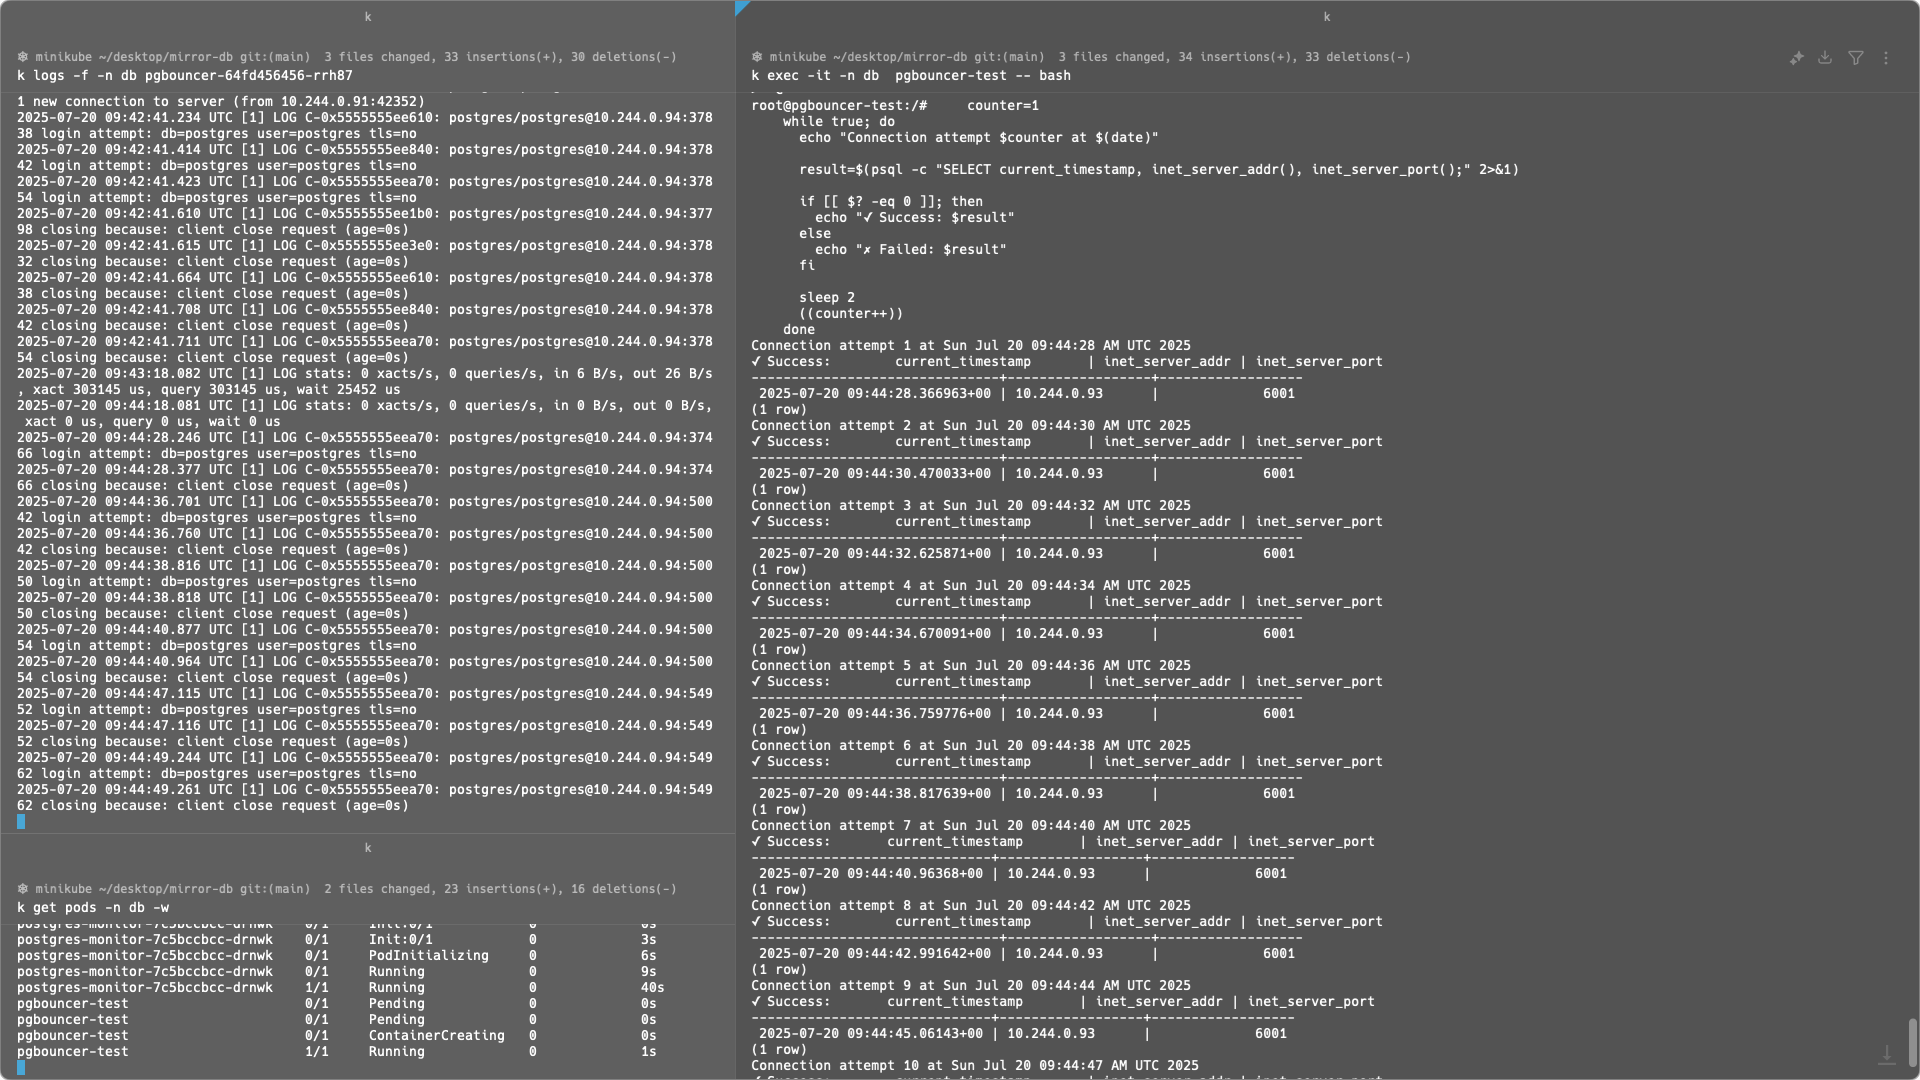 k
❄ minikube ~/desktop/mirror-db git:(main)  3 files changed, 33 insertions(+), 30 deletions(-)
k logs -f -n db pgbouncer-64fd456456-rrh87
1 new connection to server (from 10.244.0.91:42352)
2025-07-20 09:42:41.234 UTC [1] LOG C-0x5555555ee610: postgres/postgres@10.244.0.94:378
38 login attempt: db=postgres user=postgres tls=no
2025-07-20 09:42:41.414 UTC [1] LOG C-0x5555555ee840: postgres/postgres@10.244.0.94:378
42 login attempt: db=postgres user=postgres tls=no
2025-07-20 09:42:41.423 UTC [1] LOG C-0x5555555eea70: postgres/postgres@10.244.0.94:378
54 login attempt: db=postgres user=postgres tls=no
2025-07-20 09:42:41.610 UTC [1] LOG C-0x5555555ee1b0: postgres/postgres@10.244.0.94:377
98 closing because: client close request (age=0s)
2025-07-20 09:42:41.615 UTC [1] LOG C-0x5555555ee3e0: postgres/postgres@10.244.0.94:378
32 closing because: client close request (age=0s)
2025-07-20 09:42:41.664 UTC [1] LOG C-0x5555555ee610: postgres/postgres@10.244.0.94:378
38 closing because: client close request (age=0s)
2025-07-20 09:42:41.708 UTC [1] LOG C-0x5555555ee840: postgres/postgres@10.244.0.94:378
42 closing because: client close request (age=0s)
2025-07-20 09:42:41.711 UTC [1] LOG C-0x5555555eea70: postgres/postgres@10.244.0.94:378
54 closing because: client close request (age=0s)
2025-07-20 09:43:18.082 UTC [1] LOG stats: 0 xacts/s, 0 queries/s, in 6 B/s, out 26 B/s
, xact 303145 us, query 303145 us, wait 25452 us
2025-07-20 09:44:18.081 UTC [1] LOG stats: 0 xacts/s, 0 queries/s, in 0 B/s, out 0 B/s,
 xact 0 us, query 0 us, wait 0 us
2025-07-20 09:44:28.246 UTC [1] LOG C-0x5555555eea70: postgres/postgres@10.244.0.94:374
66 login attempt: db=postgres user=postgres tls=no
2025-07-20 09:44:28.377 UTC [1] LOG C-0x5555555eea70: postgres/postgres@10.244.0.94:374
66 closing because: client close request (age=0s)
2025-07-20 09:44:36.701 UTC [1] LOG C-0x5555555eea70: postgres/postgres@10.244.0.94:500
42 login attempt: db=postgres user=postgres tls=no
2025-07-20 09:44:36.760 UTC [1] LOG C-0x5555555eea70: postgres/postgres@10.244.0.94:500
42 closing because: client close request (age=0s)
2025-07-20 09:44:38.816 UTC [1] LOG C-0x5555555eea70: postgres/postgres@10.244.0.94:500
50 login attempt: db=postgres user=postgres tls=no
2025-07-20 09:44:38.818 UTC [1] LOG C-0x5555555eea70: postgres/postgres@10.244.0.94:500
50 closing because: client close request (age=0s)
2025-07-20 09:44:40.877 UTC [1] LOG C-0x5555555eea70: postgres/postgres@10.244.0.94:500
54 login attempt: db=postgres user=postgres tls=no
2025-07-20 09:44:40.964 UTC [1] LOG C-0x5555555eea70: postgres/postgres@10.244.0.94:500
54 closing because: client close request (age=0s)
2025-07-20 09:44:47.115 UTC [1] LOG C-0x5555555eea70: postgres/postgres@10.244.0.94:549
52 login attempt: db=postgres user=postgres tls=no
2025-07-20 09:44:47.116 UTC [1] LOG C-0x5555555eea70: postgres/postgres@10.244.0.94:549
52 closing because: client close request (age=0s)
2025-07-20 09:44:49.244 UTC [1] LOG C-0x5555555eea70: postgres/postgres@10.244.0.94:549
62 login attempt: db=postgres user=postgres tls=no
2025-07-20 09:44:49.261 UTC [1] LOG C-0x5555555eea70: postgres/postgres@10.244.0.94:549
62 closing because: client close request (age=0s)
k
❄ minikube ~/desktop/mirror-db git:(main)  2 files changed, 23 insertions(+), 16 deletions(-)
k get pods -n db -w
postgres-monitor-7c5bccbcc-drnwk    0/1     Init:0/1            0             0s
postgres-monitor-7c5bccbcc-drnwk    0/1     Init:0/1            0             3s
postgres-monitor-7c5bccbcc-drnwk    0/1     PodInitializing     0             6s
postgres-monitor-7c5bccbcc-drnwk    0/1     Running             0             9s
postgres-monitor-7c5bccbcc-drnwk    1/1     Running             0             40s
pgbouncer-test                      0/1     Pending             0             0s
pgbouncer-test                      0/1     Pending             0             0s
pgbouncer-test                      0/1     ContainerCreating   0             0s
pgbouncer-test                      1/1     Running             0             1s
k
❄ minikube ~/desktop/mirror-db git:(main)  3 files changed, 34 insertions(+), 33 deletions(-)
k exec -it -n db  pgbouncer-test -- bash
root@pgbouncer-test:/#     counter=1
    while true; do
      echo "Connection attempt $counter at $(date)"
      result=$(psql -c "SELECT current_timestamp, inet_server_addr(), inet_server_port();" 2>&1)
      if [[ $? -eq 0 ]]; then
        echo "✓ Success: $result"
      else
        echo "✗ Failed: $result"
      fi
      sleep 2
      ((counter++))
    done
Connection attempt 1 at Sun Jul 20 09:44:28 AM UTC 2025
✓ Success:        current_timestamp       | inet_server_addr | inet_server_port
-------------------------------+------------------+------------------
 2025-07-20 09:44:28.366963+00 | 10.244.0.93      |             6001
(1 row)
Connection attempt 2 at Sun Jul 20 09:44:30 AM UTC 2025
✓ Success:        current_timestamp       | inet_server_addr | inet_server_port
-------------------------------+------------------+------------------
 2025-07-20 09:44:30.470033+00 | 10.244.0.93      |             6001
(1 row)
Connection attempt 3 at Sun Jul 20 09:44:32 AM UTC 2025
✓ Success:        current_timestamp       | inet_server_addr | inet_server_port
-------------------------------+------------------+------------------
 2025-07-20 09:44:32.625871+00 | 10.244.0.93      |             6001
(1 row)
Connection attempt 4 at Sun Jul 20 09:44:34 AM UTC 2025
✓ Success:        current_timestamp       | inet_server_addr | inet_server_port
-------------------------------+------------------+------------------
 2025-07-20 09:44:34.670091+00 | 10.244.0.93      |             6001
(1 row)
Connection attempt 5 at Sun Jul 20 09:44:36 AM UTC 2025
✓ Success:        current_timestamp       | inet_server_addr | inet_server_port
-------------------------------+------------------+------------------
 2025-07-20 09:44:36.759776+00 | 10.244.0.93      |             6001
(1 row)
Connection attempt 6 at Sun Jul 20 09:44:38 AM UTC 2025
✓ Success:        current_timestamp       | inet_server_addr | inet_server_port
-------------------------------+------------------+------------------
 2025-07-20 09:44:38.817639+00 | 10.244.0.93      |             6001
(1 row)
Connection attempt 7 at Sun Jul 20 09:44:40 AM UTC 2025
✓ Success:       current_timestamp       | inet_server_addr | inet_server_port
------------------------------+------------------+------------------
 2025-07-20 09:44:40.96368+00 | 10.244.0.93      |             6001
(1 row)
Connection attempt 8 at Sun Jul 20 09:44:42 AM UTC 2025
✓ Success:        current_timestamp       | inet_server_addr | inet_server_port
-------------------------------+------------------+------------------
 2025-07-20 09:44:42.991642+00 | 10.244.0.93      |             6001
(1 row)
Connection attempt 9 at Sun Jul 20 09:44:44 AM UTC 2025
✓ Success:       current_timestamp       | inet_server_addr | inet_server_port
------------------------------+------------------+------------------
 2025-07-20 09:44:45.06143+00 | 10.244.0.93      |             6001
(1 row)
Connection attempt 10 at Sun Jul 20 09:44:47 AM UTC 2025